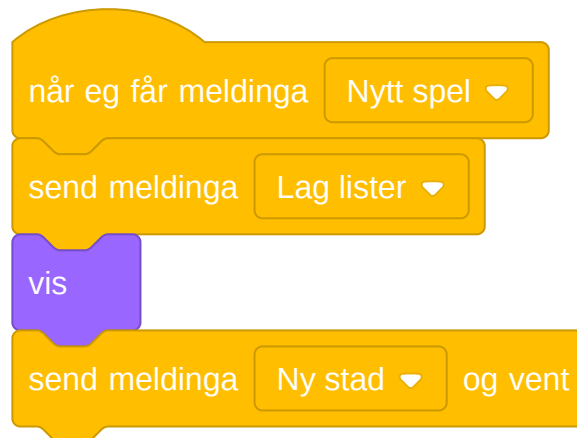 når eg får meldinga Nytt spel
send meldinga Lag lister
vis
send meldinga Ny stad og vent